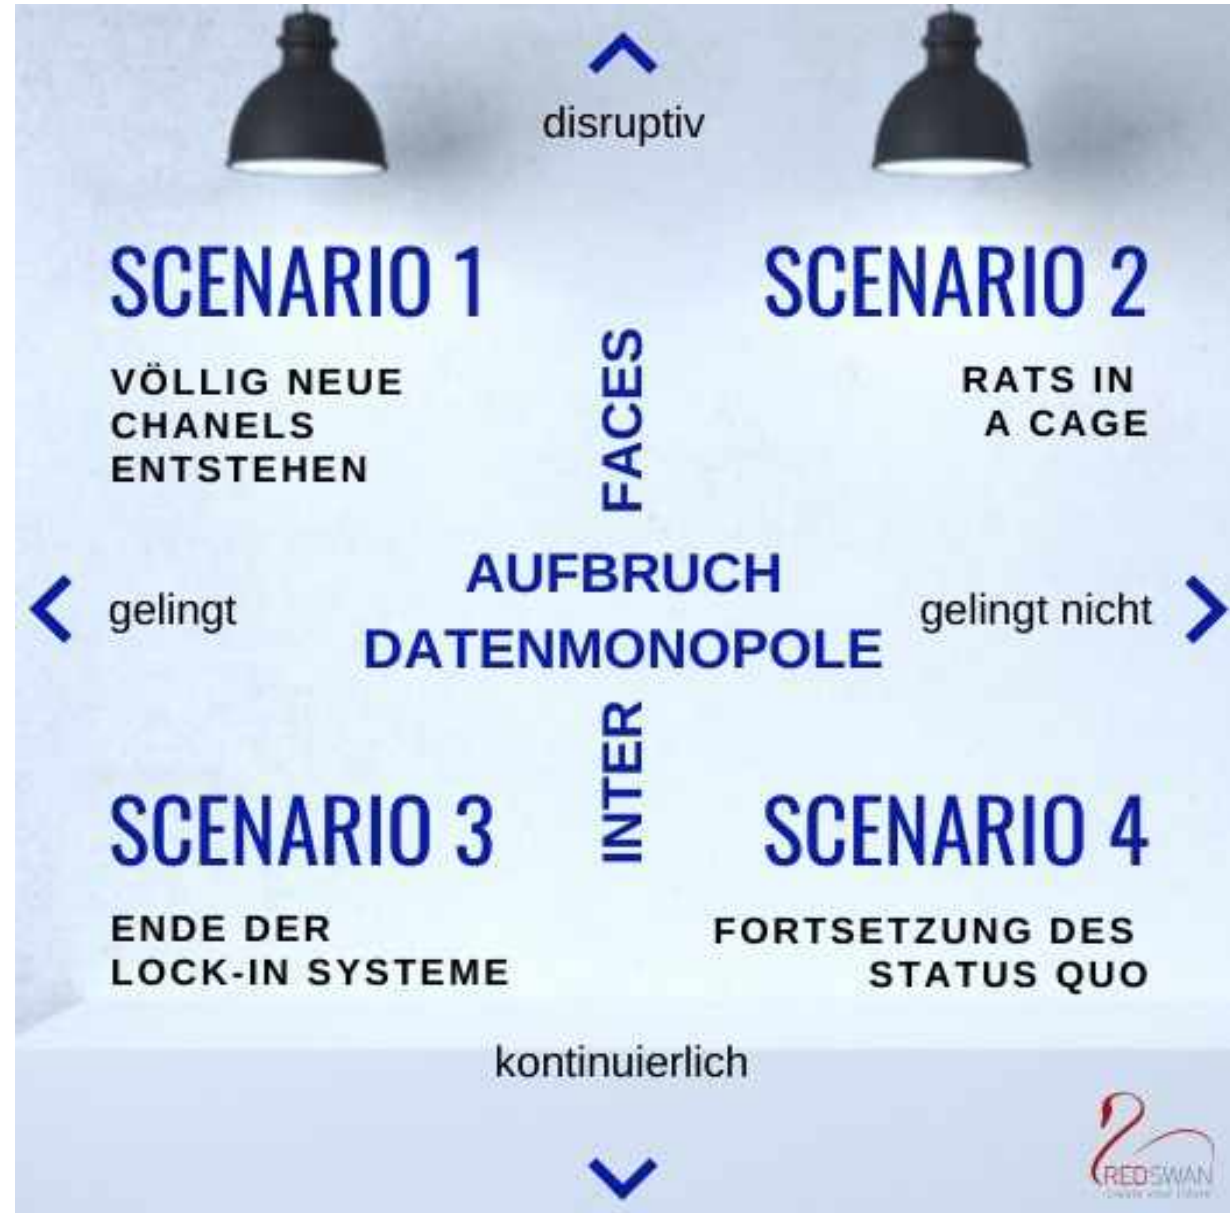 disruptiv
SCENARIO 1
VÖLLIG NEUE
CHANELS
ENTSTEHEN
SCENARIO 2
RATS IN
A CAGE
FACES
gelingt
AUFBRUCH
DATENMONOPOLE
gelingt nicht
INTER
SCENARIO 3
ENDE DER
LOCK-IN SYSTEME
SCENARIO 4
FORTSETZUNG DES
STATUS QUO
kontinuierlich
REDSWAN